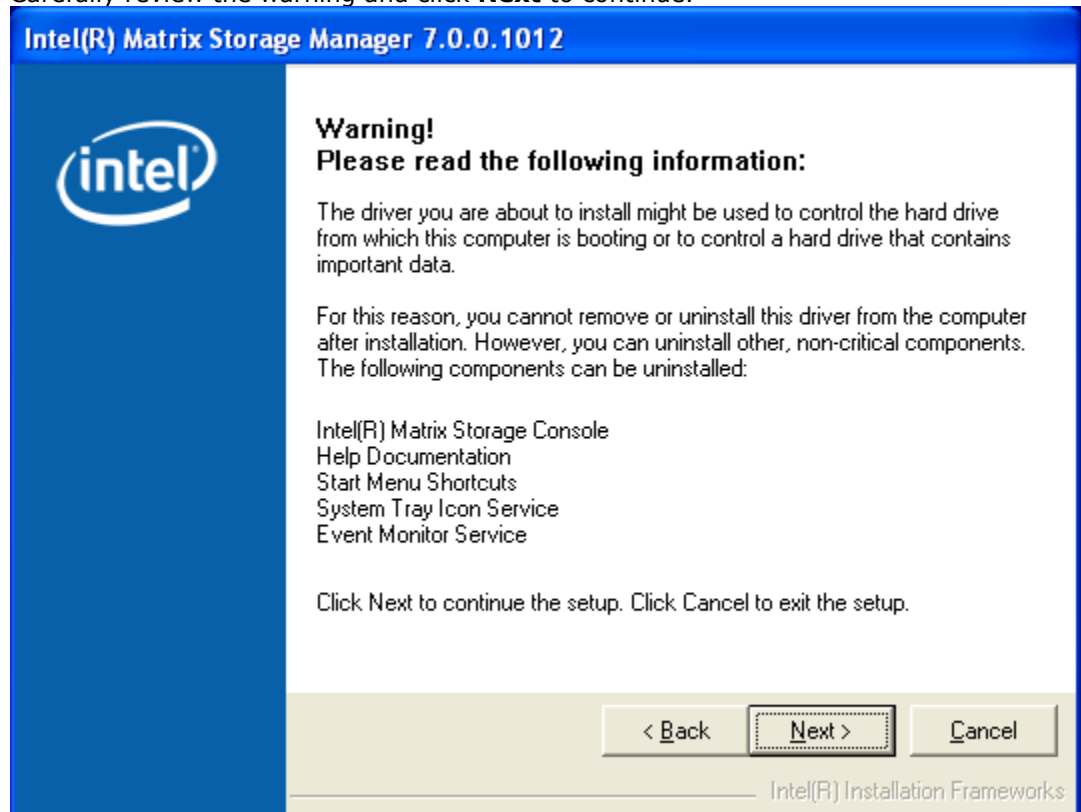 Carefully review the warning and click Next to continue.
Intel(R) Matrix Storage Manager 7.0.0.1012
intel
Warning!
Please read the following information:
The driver you are about to install might be used to control the hard drive
from which this computer is booting or to control a hard drive that contains
important data.
For this reason, you cannot remove or uninstall this driver from the computer
after installation. However, you can uninstall other, non-critical components.
The following components can be uninstalled:
Intel(R) Matrix Storage Console
Help Documentation
Start Menu Shortcuts
System Tray Icon Service
Event Monitor Service
Click Next to continue the setup. Click Cancel to exit the setup.
< Back
Next >
Cancel
Intel(R) Installation Frameworks